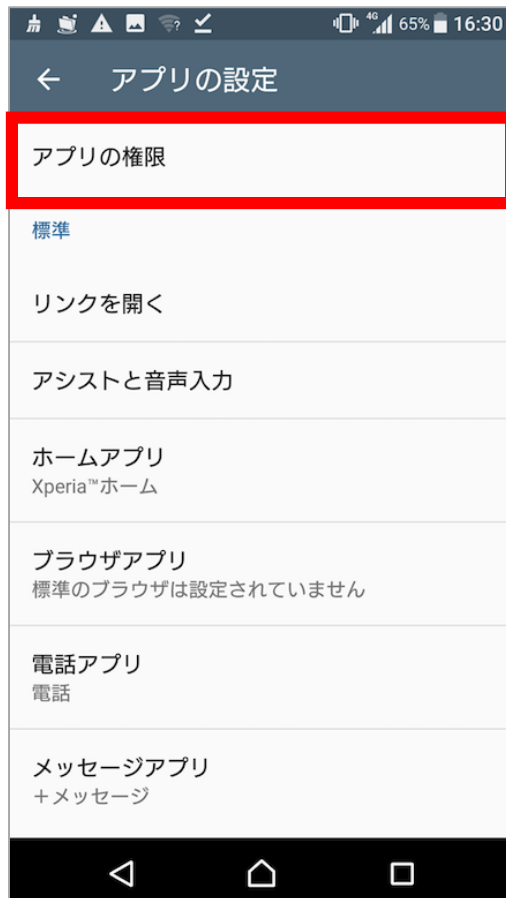 4G 65% 16:30
アプリの設定
アプリの権限
標準
リンクを開く
アシストと音声入力
ホームアプリ
Xperia™ホーム
ブラウザアプリ
標準のブラウザは設定されていません
電話アプリ
電話
メッセージアプリ
+メッセージ